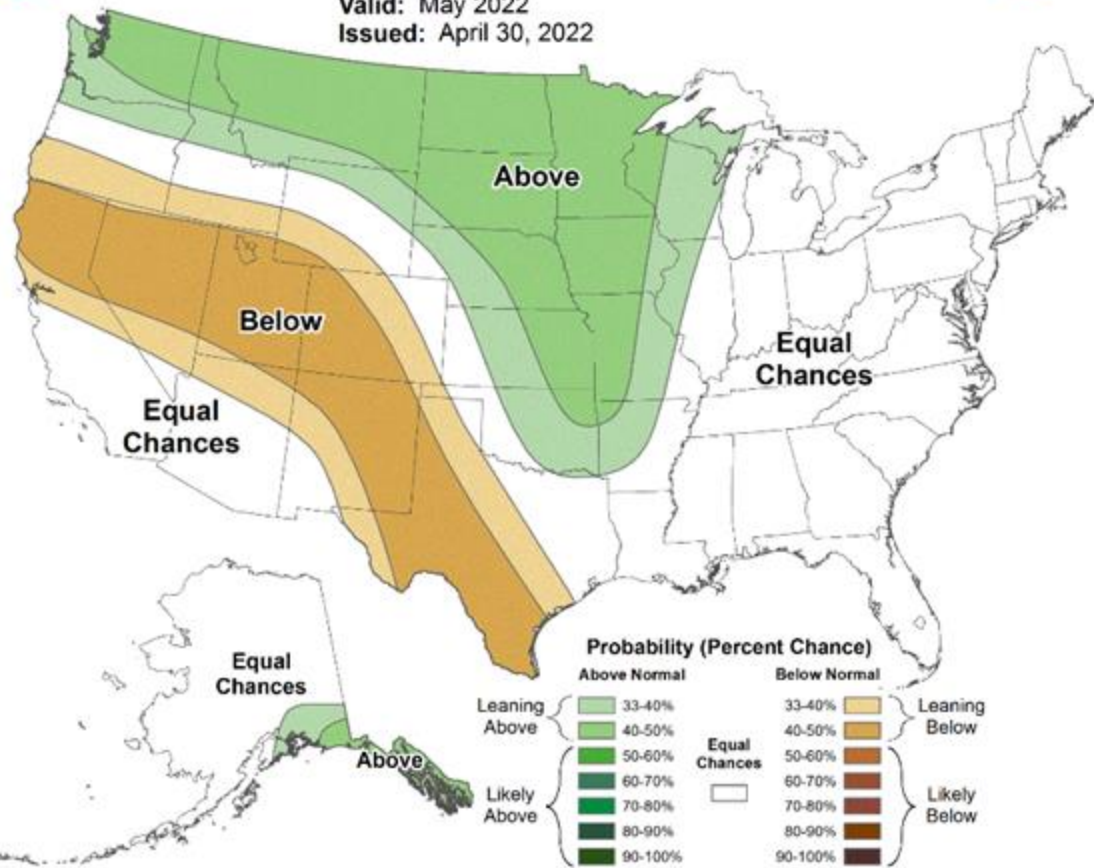 Valid: May 2022
Issued: April 30, 2022
Above
Below
Equal
Chances
Equal
Chances
Equal
Chances
Above
Probability (Percent Chance)
Above Normal
Below Normal
Leaning
Above
33-40%
40-50%
50-60%
60-70%
70-80%
80-90%
90-100%
Likely
Above
Equal
Chances
33-40%
40-50%
50-60%
60-70%
70-80%
80-90%
90-100%
Leaning
Below
Likely
Below